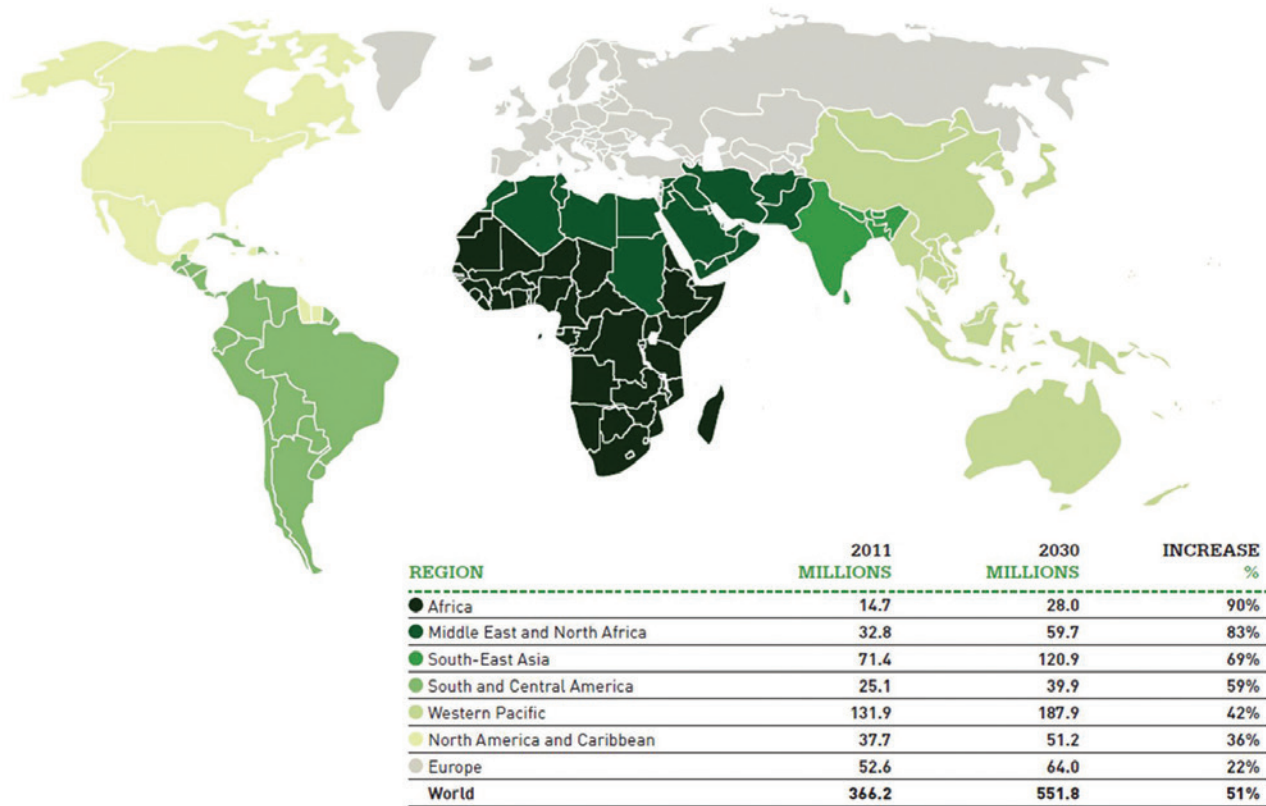 2011 2030 INCREASE
REGION MILLIONS MILLIONS %
Africa 14.7 28.0 90%
Middle East and North Africa 32.8 59.7 83%
South-East Asia 71.4 120.9 69%
South and Central America 25.1 39.9 59%
Western Pacific 131.9 187.9 42%
North America and Caribbean 37.7 51.2 36%
Europe 52.6 64.0 22%
World 366.2 551.8 51%